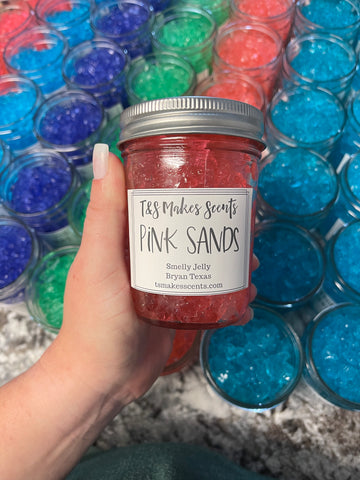 T&S Makes Scents
PiNK SANDS
Smelly Jelly
Bryan Texas
tsmakesscents.com